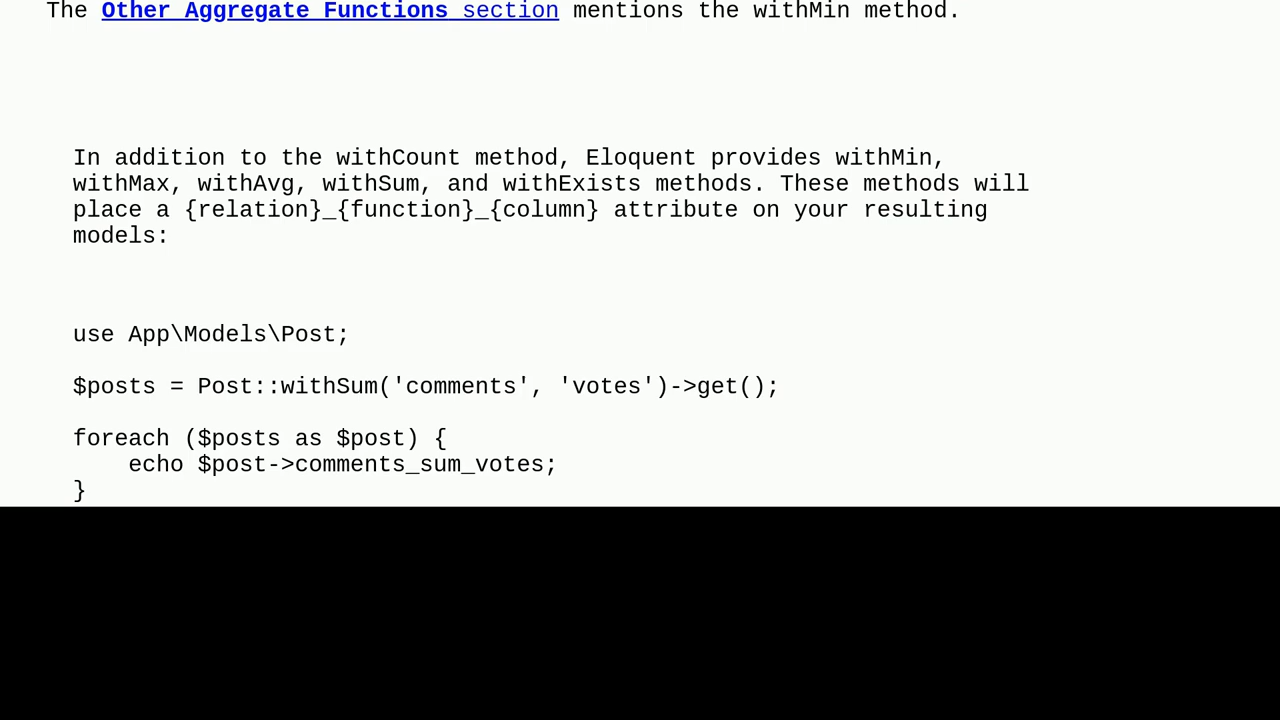 The Other Aggregate Functions section mentions the withMin method.
In addition to the withCount method, Eloquent provides withMin,
withMax, withAvg, withSum, and withExists methods. These methods will
place a {relation}_{function}_{column} attribute on your resulting
models:
use App\Models\Post;
$posts = Post::withSum('comments', 'votes')->get();
foreach ($posts as $post) {
    echo $post->comments_sum_votes;
}